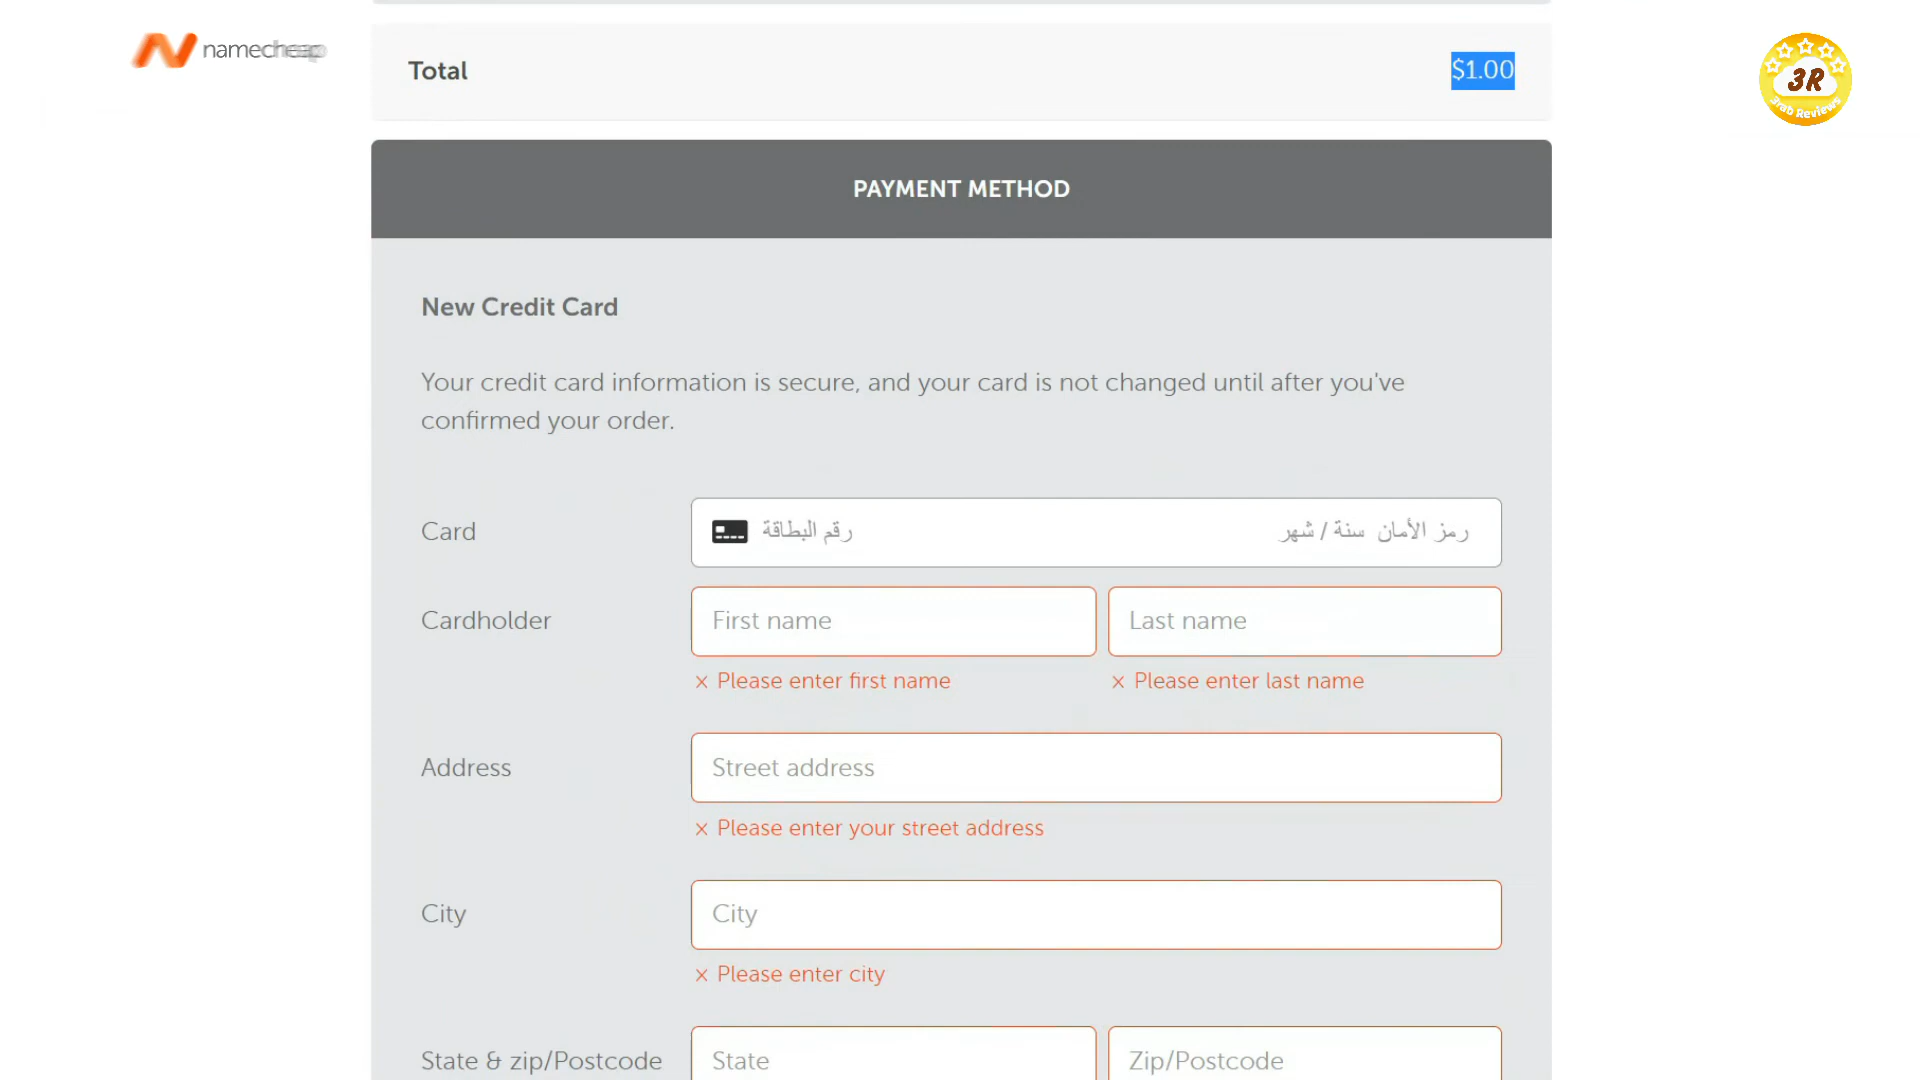 namecheap
Total
$1.00
3R
3rab Reviews
PAYMENT METHOD
New Credit Card
Your credit card information is secure, and your card is not changed until after you've
confirmed your order.
Card
رقم البطاقة
رمز الأمان سنة / شهر
Cardholder
First name
Last name
× Please enter first name
× Please enter last name
Address
Street address
× Please enter your street address
City
City
× Please enter city
State & zip/Postcode
State
Zip/Postcode